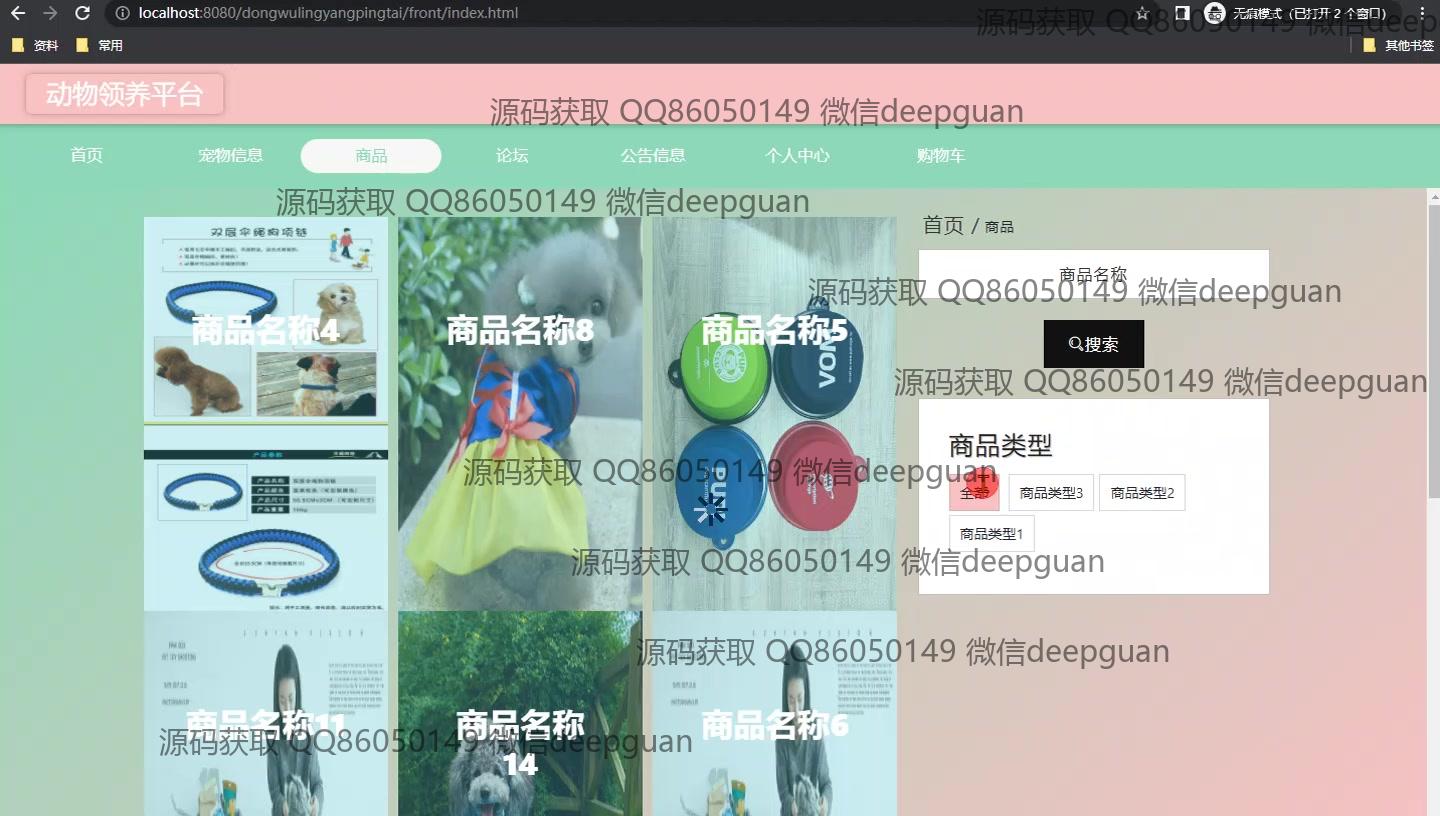 localhost:8080/dongwulingyangpingtai/front/index.html
无痕模式（已打开 2 个窗口）
源码获取 QQ86050149 微信deepguan
资料
常用
其他书签
动物领养平台
源码获取 QQ86050149 微信deepguan
首页
宠物信息
商品
论坛
公告信息
个人中心
购物车
源码获取 QQ86050149 微信deepguan
首页 / 商品
双层伞绳狗项链
商品名称
源码获取 QQ86050149 微信deepguan
商品名称4
商品名称8
商品名称5
搜索
源码获取 QQ86050149 微信deepguan
商品类型
源码获取 QQ86050149 微信deepguan
全部
商品类型3
商品类型2
商品类型1
源码获取 QQ86050149 微信deepguan
源码获取 QQ86050149 微信deepguan
商品名称11
商品名称
14
商品名称6
源码获取 QQ86050149 微信deepguan